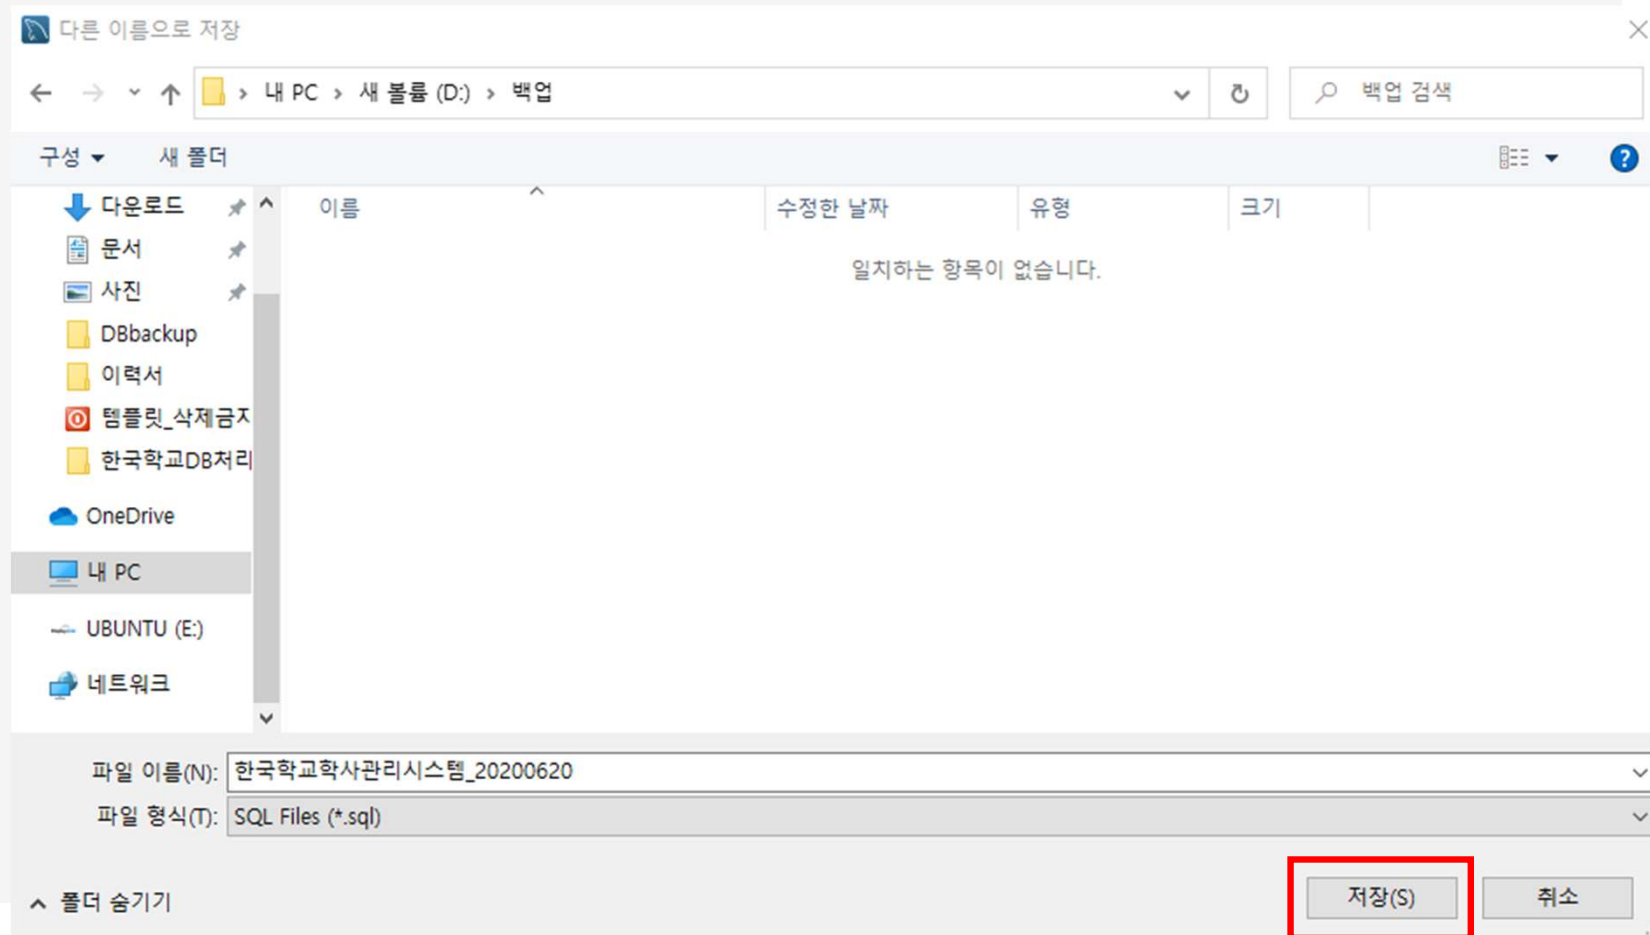 다른 이름으로 저장
내 PC › 새 볼륨 (D:) › 백업
백업 검색
구성
새 폴더
다운로드
문서
사진
DBbackup
이력서
템플릿_삭제금지
한국학교DB처리
OneDrive
내 PC
UBUNTU (E:)
네트워크
이름
수정한 날짜
유형
크기
일치하는 항목이 없습니다.
파일 이름(N): 한국학교학사관리시스템_20200620
파일 형식(T): SQL Files (*.sql)
폴더 숨기기
저장(S)
취소